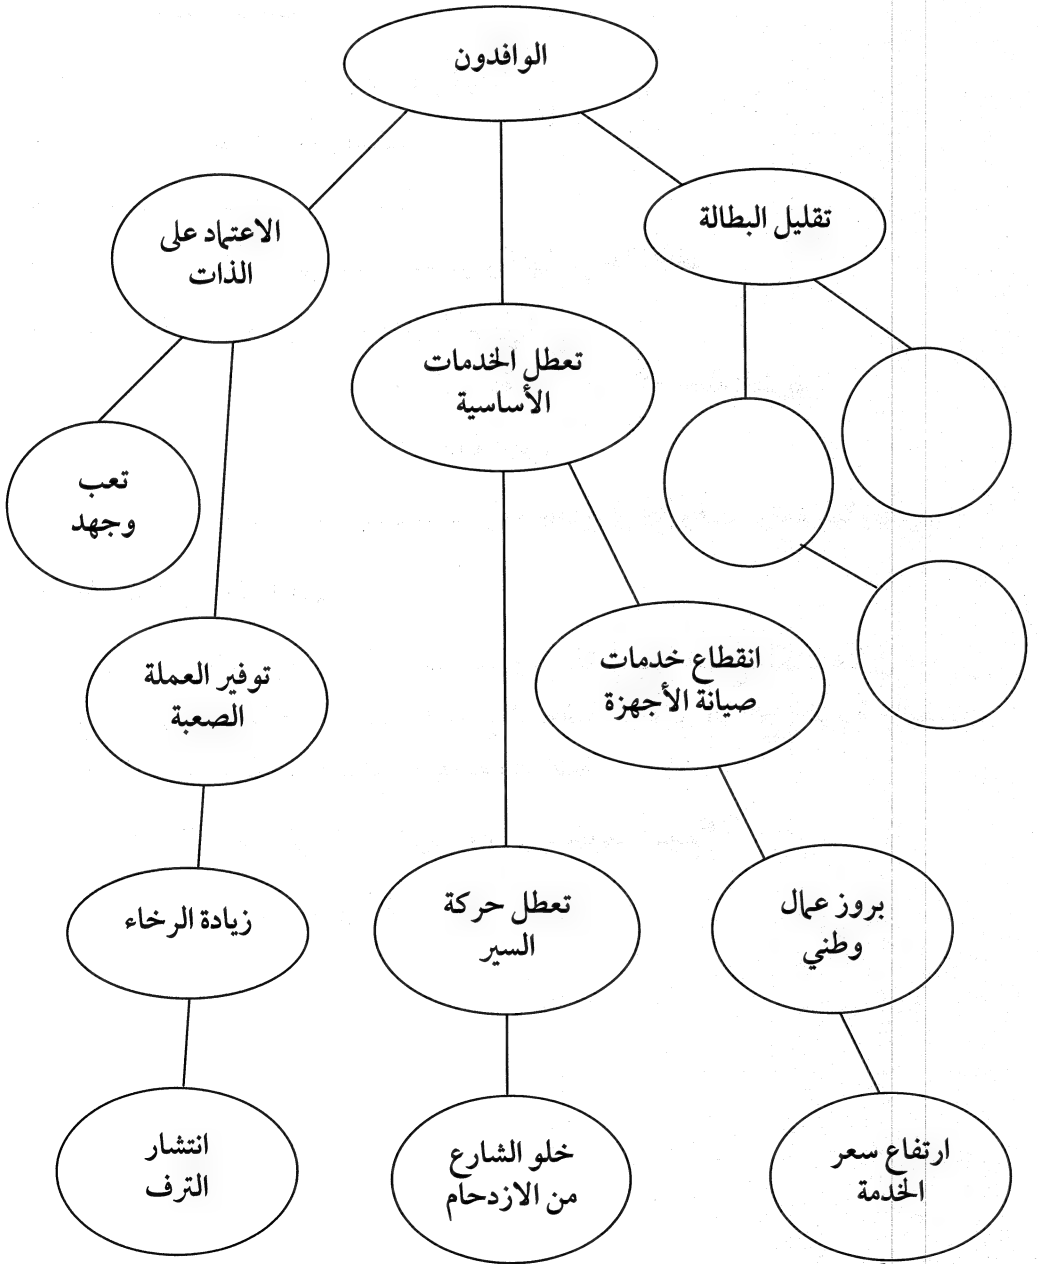 الوافدون
تقليل البطالة
الاعتماد على
الذات
تعطل الخدمات
الأساسية
تعب
وجهد
انقطاع خدمات
صيانة الأجهزة
توفير العملة
الصعبة
بروز عمال
وطني
تعطل حركة
السير
زيادة الرخاء
ارتفاع سعر
الخدمة
خلو الشارع
من الازدحام
انتشار
الترف